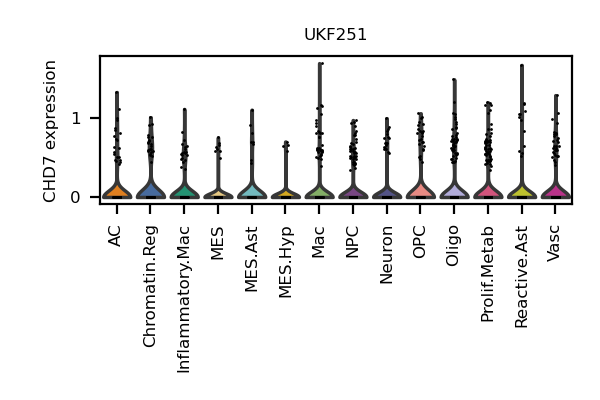 UKF251
CHD7 expression
1
0
AC
Chromatin.Reg
Inflammatory.Mac
MES
MES.Ast
MES.Hyp
Mac
NPC
Neuron
OPC
Oligo
Prolif.Metab
Reactive.Ast
Vasc